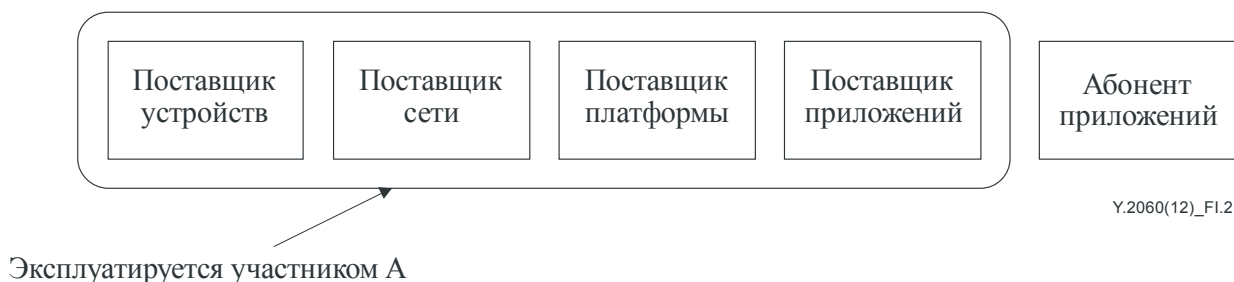 Поставщик устройств
Поставщик сети
Поставщик платформы
Поставщик приложений
Абонент приложений
Y.2060(12)_FI.2
Эксплуатируется участником A